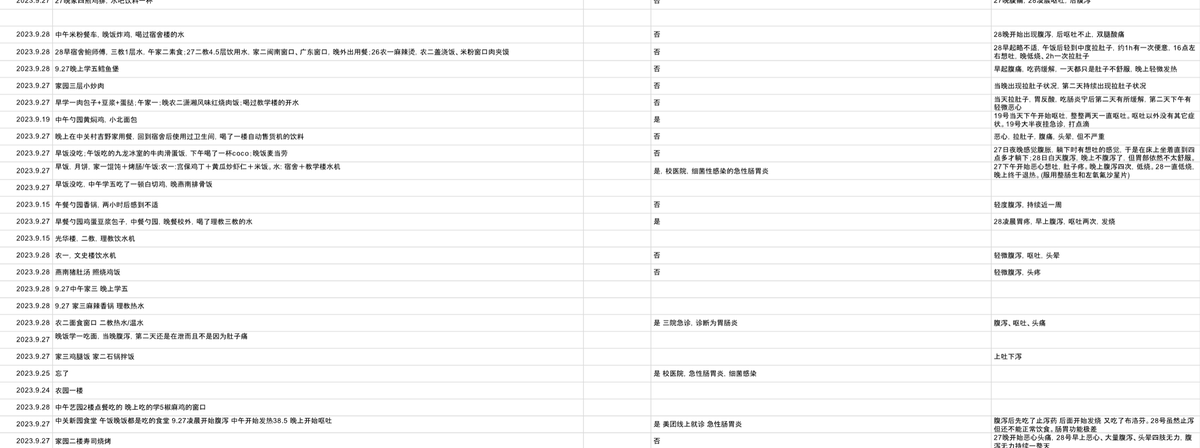 2023.9.27 27晚家四煎鸡排, 水吧饮料一杯 否 27晚腹痛, 28凌晨呕吐, 后腹泻
2023.9.28 中午米粉餐车, 晚饭炸鸡, 喝过宿舍楼的水 否 28晚开始出现腹泻, 后呕吐不止, 双腿酸痛
2023.9.28 28早宿舍鲍师傅, 三教1层水, 午家二素食;27二教4.5层饮用水, 家二闽南窗口、广东窗口, 晚外出用餐;26农一麻辣烫, 农二盖浇饭、米粉窗口肉夹馍 否 28早起略不适, 午饭后轻到中度拉肚子, 约1h有一次便意, 16点左
右想吐, 晚低烧, 2h一次拉肚子
2023.9.28 9.27晚上学五鳕鱼堡 否 早起腹痛, 吃药缓解, 一天都只是肚子不舒服, 晚上轻微发热
2023.9.27 家园三层小炒肉 否 当晚出现拉肚子状况, 第二天持续出现拉肚子状况
2023.9.27 早学一肉包子+豆浆+蛋挞; 午家一, 晚农二潇湘风味红烧肉饭; 喝过教学楼的开水 否 当天拉肚子, 胃反酸, 吃肠炎宁后第二天有所缓解, 第二天下午有
轻微恶心
2023.9.19 中午勺园黄焖鸡, 小北面包 是 19号当天下午开始呕吐, 整整两天一直呕吐。呕吐以外没有其它症
状。19号大半夜挂急诊, 打点滴
2023.9.27 晚上在中关村吉野家用餐, 回到宿舍后使用过卫生间, 喝了一楼自动售货机的饮料 否 恶心, 拉肚子, 腹痛, 头晕, 但不严重
2023.9.27 早饭没吃;午饭吃的九龙冰室的牛肉滑蛋饭, 下午喝了一杯coco;晚饭麦当劳 否 27日夜晚感觉腹胀, 躺下时有想吐的感觉, 于是在床上坐着直到四
点多才躺下;28日白天腹泻, 晚上不腹泻了, 但胃部依然不太舒服。
2023.9.27 早饭, 月饼, 家一馄饨+烤肠/午饭:农一:宫保鸡丁+黄瓜炒虾仁+米饭。水: 宿舍+教学楼水机 是, 校医院, 细菌性感染的急性肠胃炎 27下午开始恶心想吐, 肚子疼。晚上腹泻四次, 低烧。28一直低烧,
晚上终于退热。(服用整肠生和左氧氟沙星片)
2023.9.27 早饭没吃, 中午学五吃了一顿白切鸡, 晚燕南排骨饭
2023.9.15 午餐勺园香锅, 两小时后感到不适 否 轻度腹泻, 持续近一周
2023.9.27 早餐勺园鸡蛋豆浆包子, 中餐勺园, 晚餐校外, 喝了理教三教的水 是 28凌晨胃疼, 早上腹泻, 呕吐两次, 发烧
2023.9.15 光华楼, 二教, 理教饮水机
2023.9.28 农一, 文史楼饮水机 否 轻微腹泻, 呕吐, 头晕
2023.9.28 燕南猪肚汤 照烧鸡饭 否 轻微腹泻, 头疼
2023.9.28 9.27中午家三 晚上学五
2023.9.28 9.27 家三麻辣香锅 理教热水
2023.9.28 农二面食窗口 二教热水/温水 是 三院急诊, 诊断为胃肠炎 腹泻、呕吐、头痛
2023.9.27 晚饭学一吃面, 当晚腹泻, 第二天还是在泄而且不是因为肚子痛
2023.9.27 家三鸡腿饭 家二石锅拌饭 上吐下泻
2023.9.25 忘了 是 校医院, 急性肠胃炎, 细菌感染
2023.9.24 农园一楼
2023.9.28 中午艺园2楼点餐吃的 晚上吃的学5椒麻鸡的窗口
2023.9.27 中关新园食堂 午饭晚饭都是吃的食堂 9.27凌晨开始腹泻 中午开始发热38.5 晚上开始呕吐 是 美团线上就诊 急性肠胃炎 腹泻后先吃了止泻药 后面开始发烧 又吃了布洛芬, 28号虽然止泻
但还不能正常饮食, 肠胃功能极差
2023.9.27 家园二楼寿司烧烤 否 27晚开始恶心头痛, 28号早上恶心、大量腹泻、头晕四肢无力, 腹
泻无力持续一整天